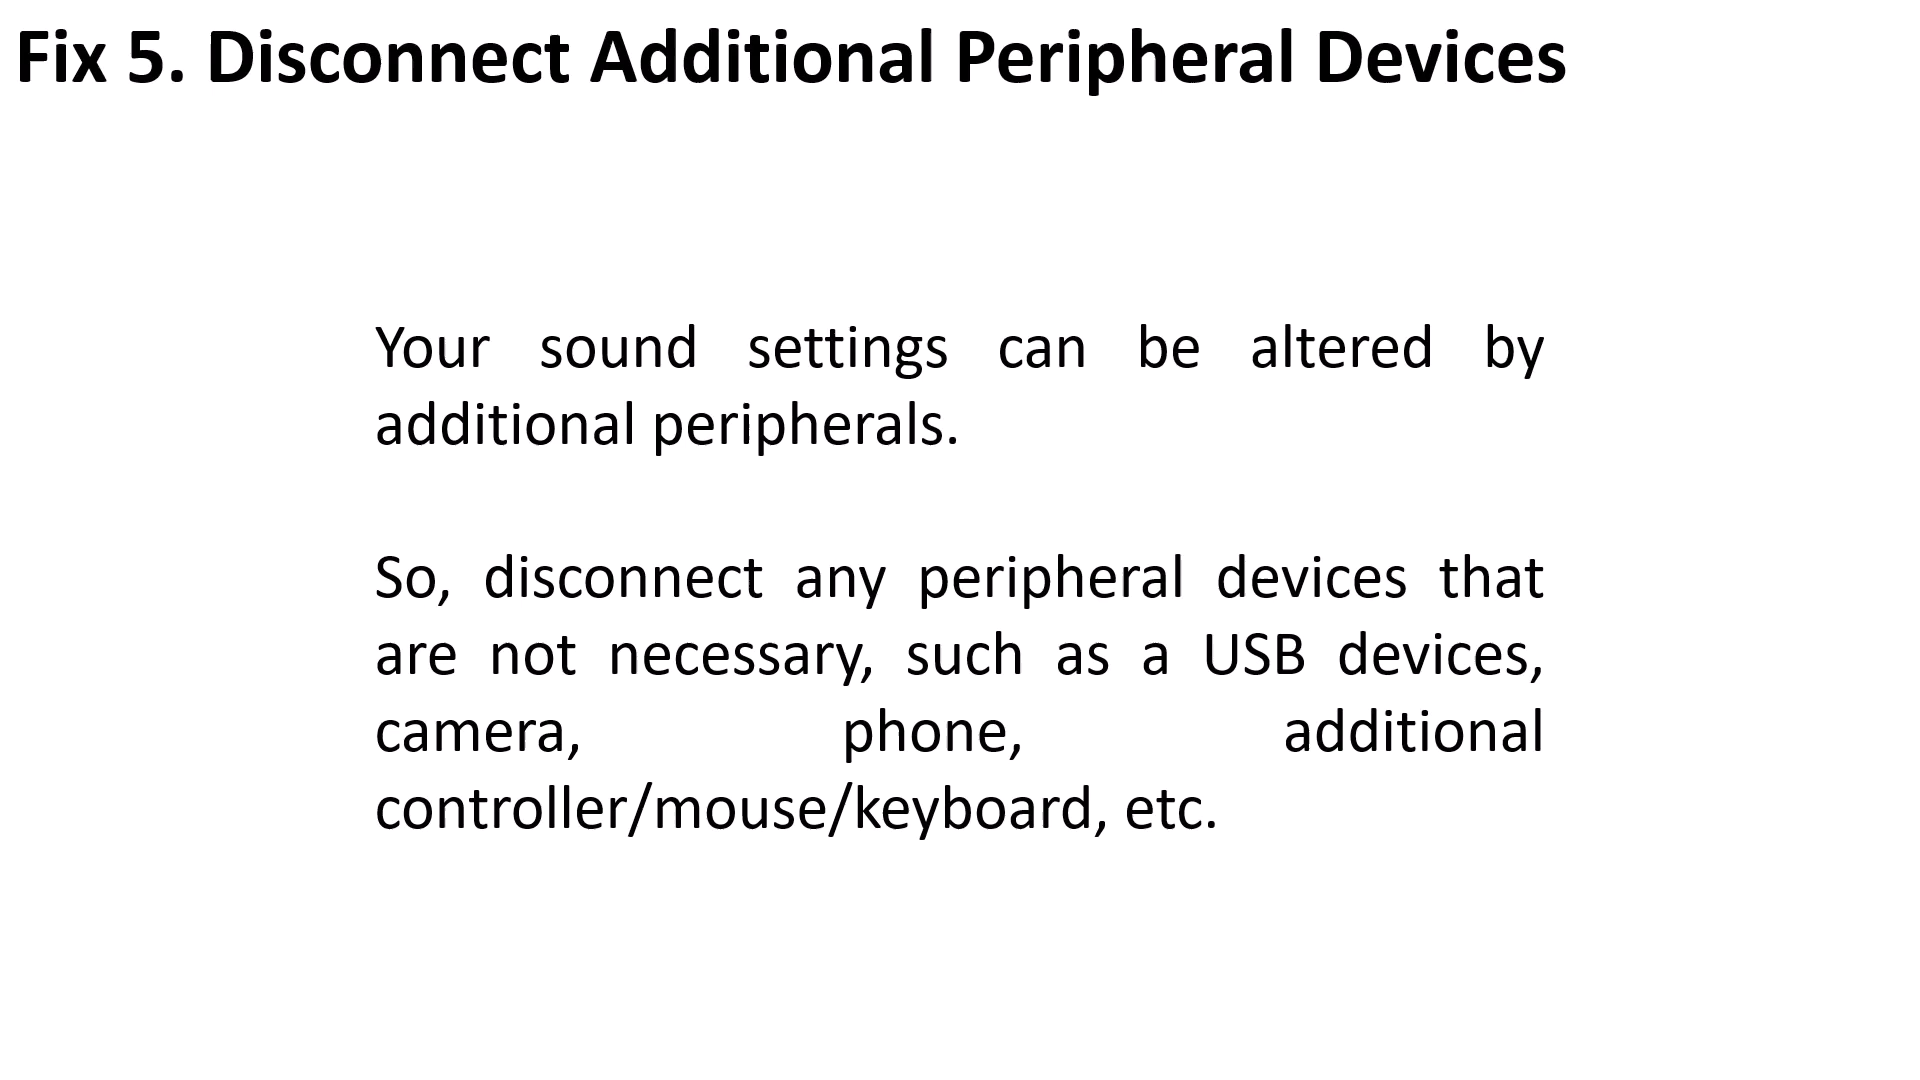 Fix 5. Disconnect Additional Peripheral Devices
Your sound settings can be altered by
additional peripherals.
So, disconnect any peripheral devices that
are not necessary, such as a USB devices,
camera, phone, additional
controller/mouse/keyboard, etc.